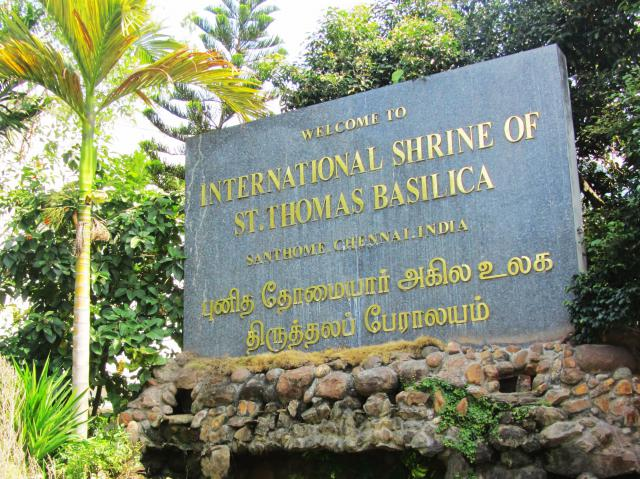 WELCOME TO
INTERNATIONAL SHRINE OF
ST.THOMAS BASILICA
SANTHOME.CHENNAI.INDIA
புனித தோமையார் அகில உலக
திருத்தலப் பேராலயம்